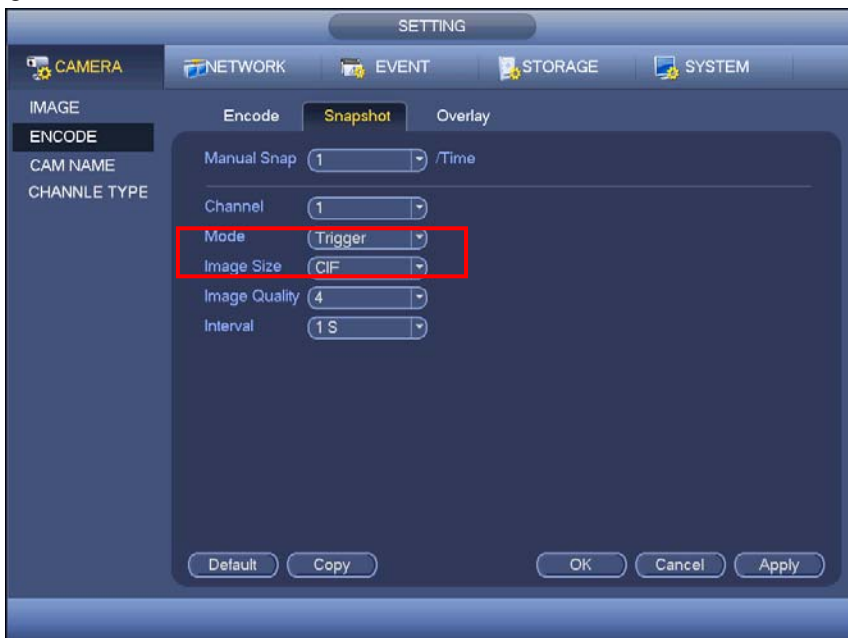 SETTING
CAMERA NETWORK EVENT STORAGE SYSTEM
IMAGE
ENCODE
CAM NAME
CHANNLE TYPE
Encode Snapshot Overlay
Manual Snap 1 /Time
Channel 1
Mode Trigger
Image Size CIF
Image Quality 4
Interval 1 S
Default Copy OK Cancel Apply